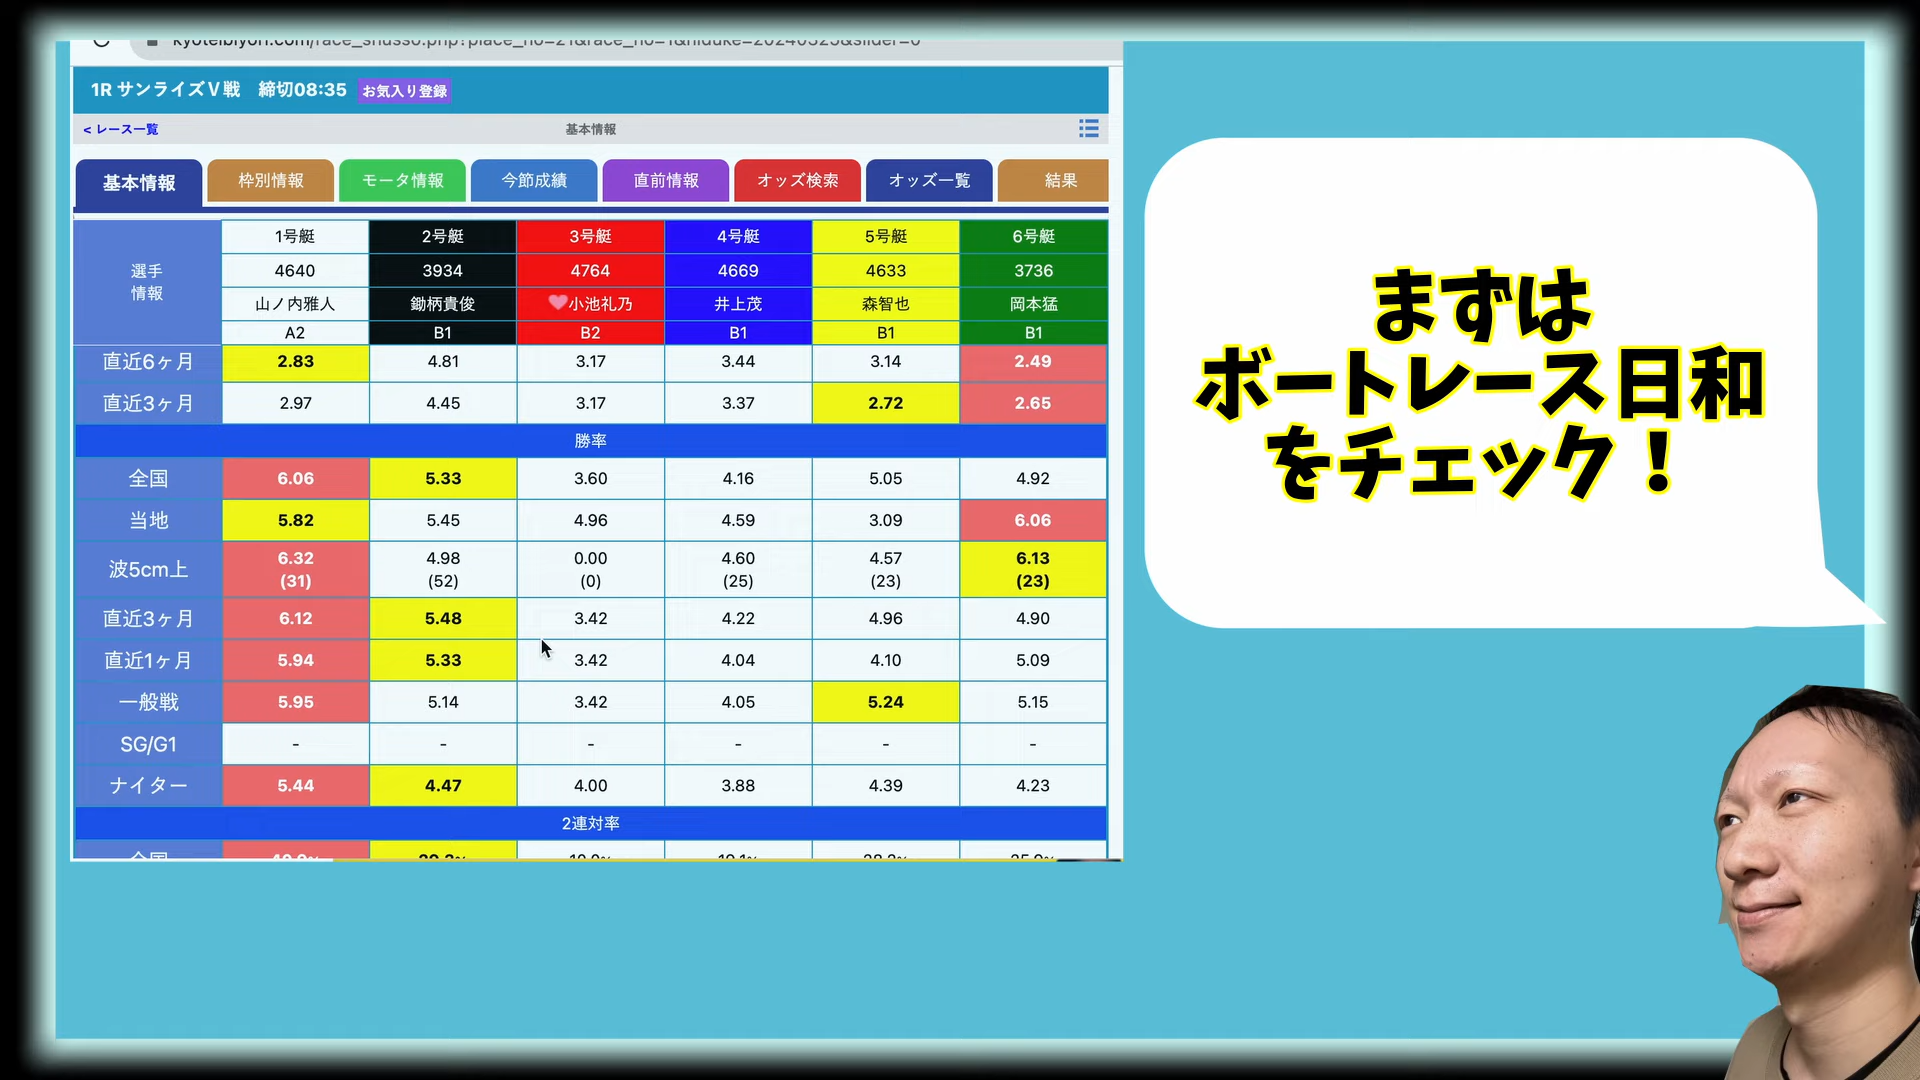 kyoteibiyori.com/race_shusso.php?place_no=21&race_no=1&hiduke=20240325&slider=0
1R サンライズV戦 締切08:35 お気入り登録
< レース一覧 基本情報
基本情報 枠別情報 モータ情報 今節成績 直前情報 オッズ検索 オッズ一覧 結果
選手情報 1号艇 2号艇 3号艇 4号艇 5号艇 6号艇
4640 3934 4764 4669 4633 3736
山ノ内雅人 鋤柄貴俊 小池礼乃 井上茂 森智也 岡本猛
A2 B1 B2 B1 B1 B1
直近6ヶ月 2.83 4.81 3.17 3.44 3.14 2.49
直近3ヶ月 2.97 4.45 3.17 3.37 2.72 2.65
勝率
全国 6.06 5.33 3.60 4.16 5.05 4.92
当地 5.82 5.45 4.96 4.59 3.09 6.06
波5cm上 6.32 4.98 0.00 4.60 4.57 6.13
(31) (52) (0) (25) (23) (23)
直近3ヶ月 6.12 5.48 3.42 4.22 4.96 4.90
直近1ヶ月 5.94 5.33 3.42 4.04 4.10 5.09
一般戦 5.95 5.14 3.42 4.05 5.24 5.15
SG/G1 - - - - - -
ナイター 5.44 4.47 4.00 3.88 4.39 4.23
2連対率
全国
まずは
ボートレース日和
をチェック！